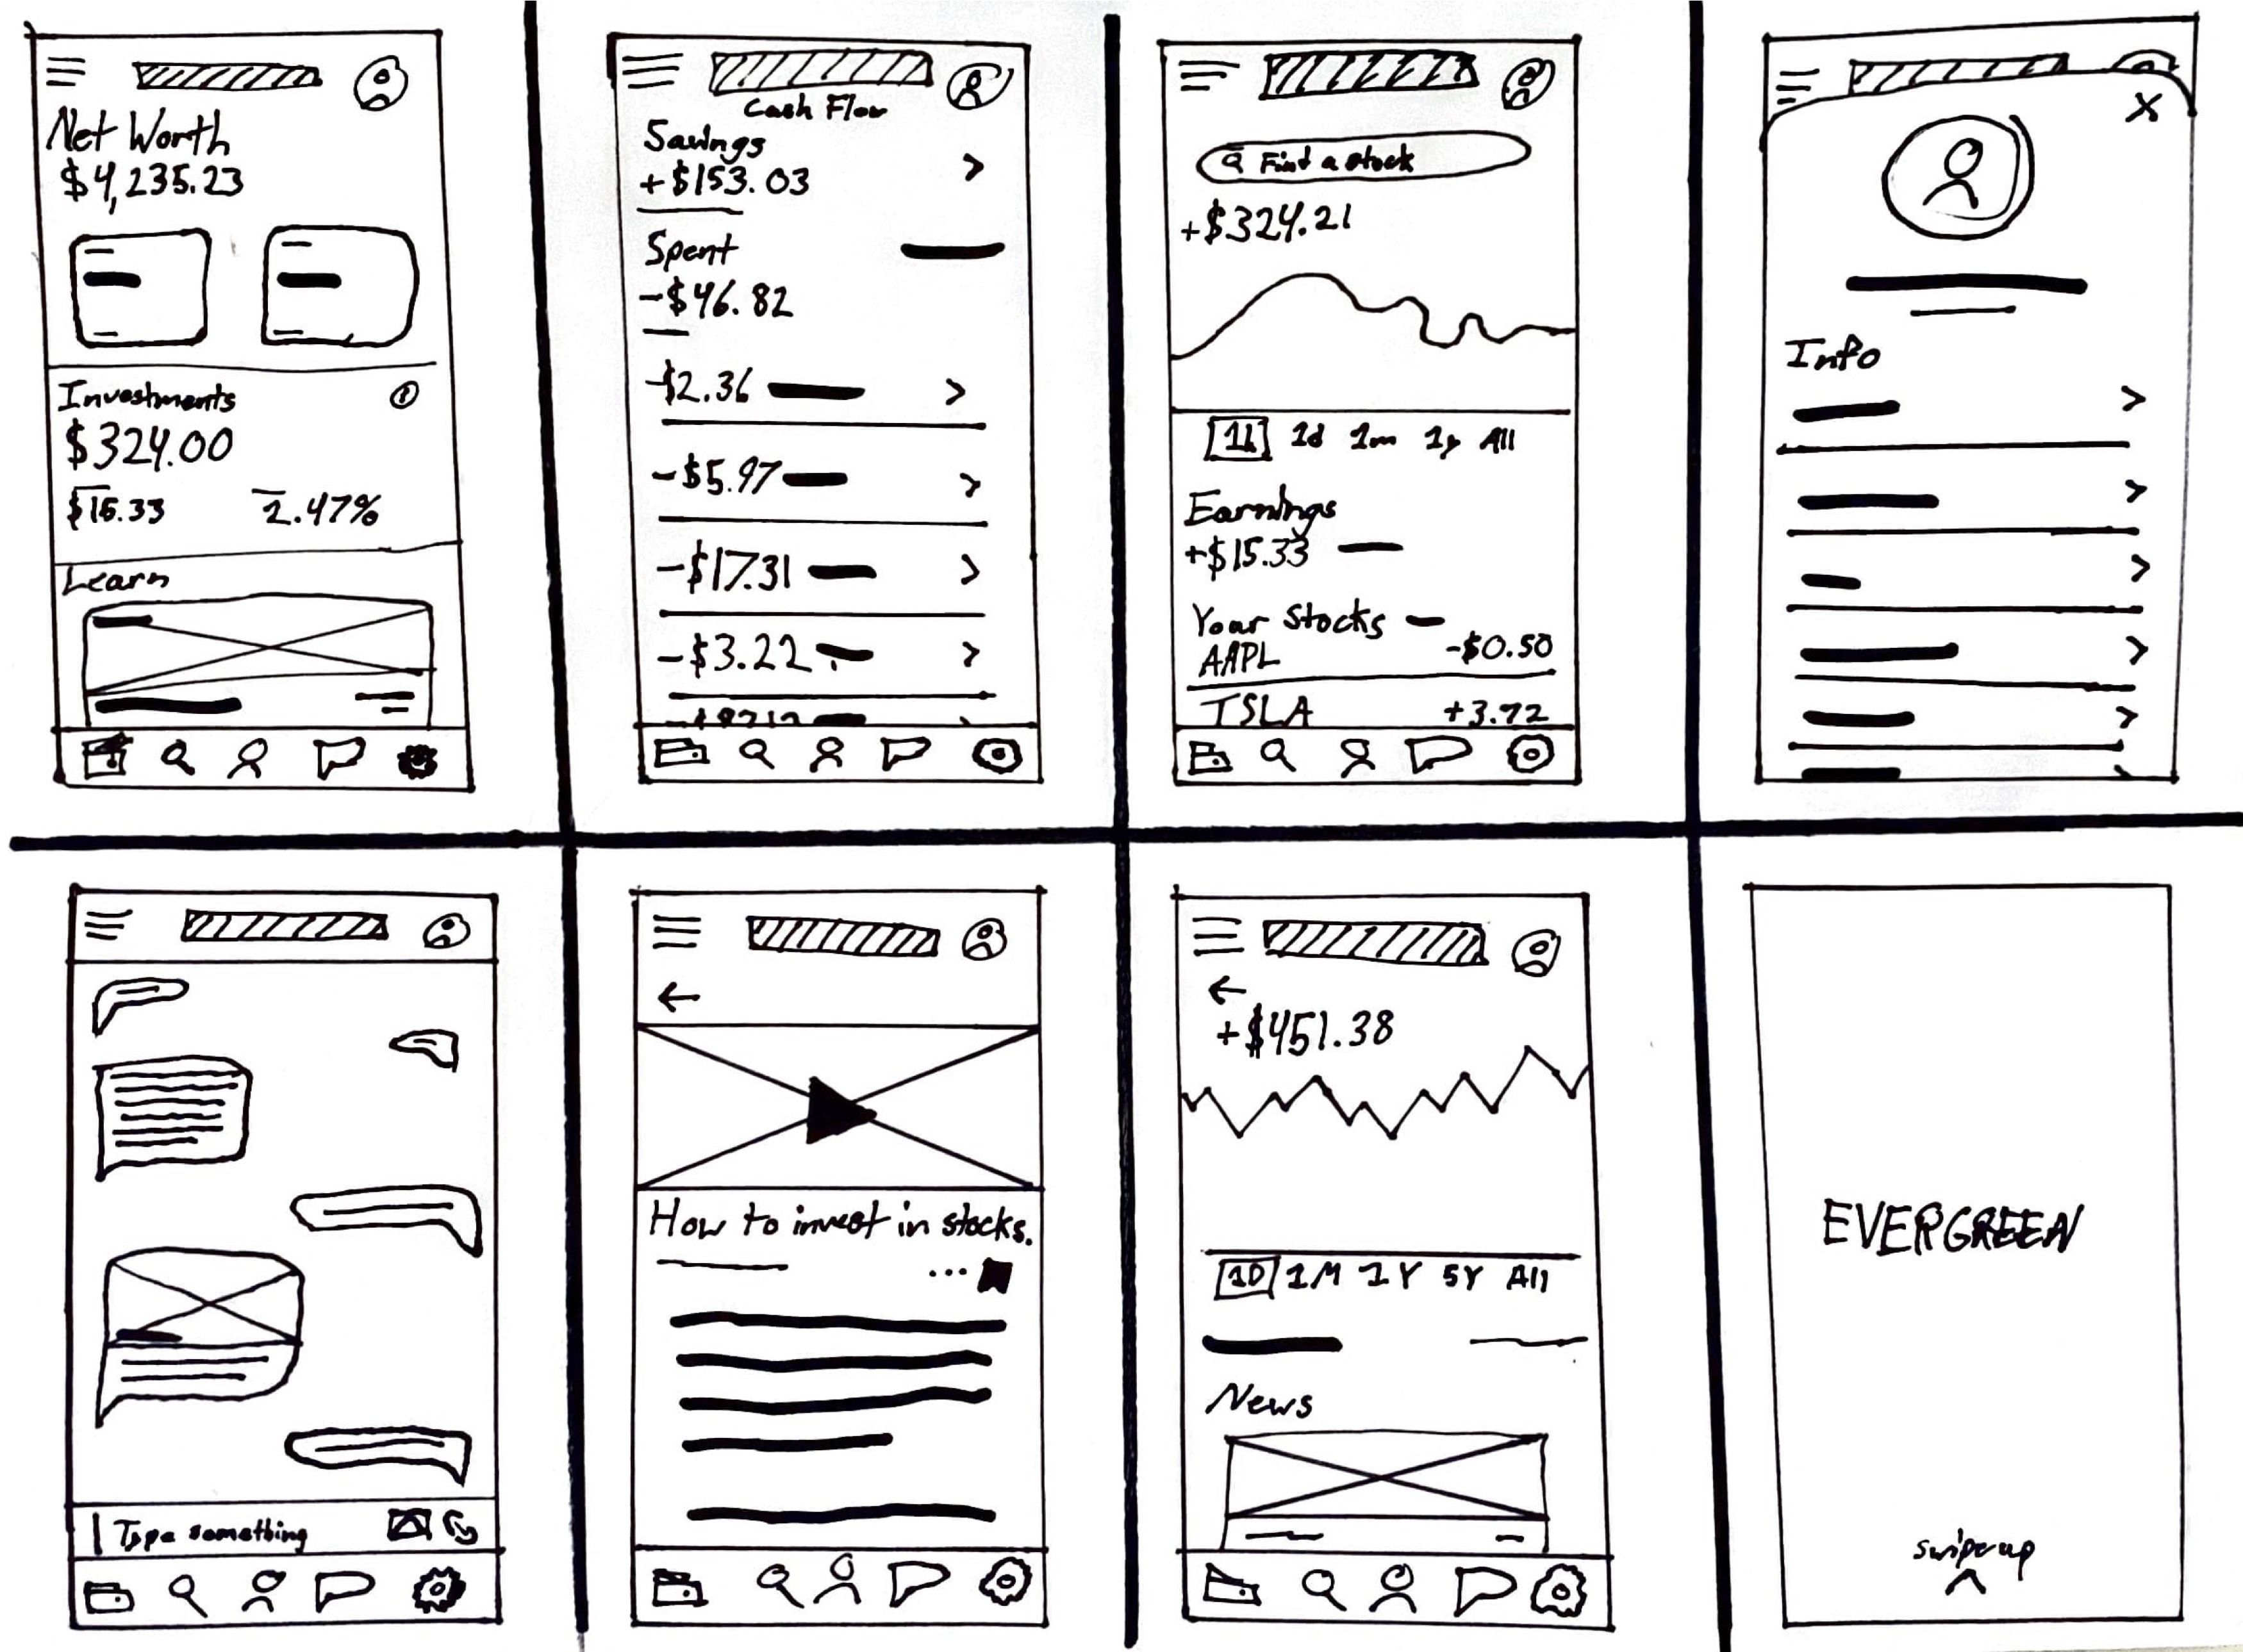 Net Worth
$4,235.23
Investments
$324.00
$15.33 2.47%
Learn
Cash Flow
Savings
+$153.03
Spent
-$46.82
-$2.36
-$5.97
-$17.31
-$3.22
Find a stock
+$324.21
1h 1d 1m 1y All
Earnings
+$15.33
Your Stocks
AAPL -$0.50
TSLA +3.72
X
Info
Type something
How to invest in stocks.
...
+$451.38
1D 1M 1Y 5Y All
News
EVERGREEN
swipe up